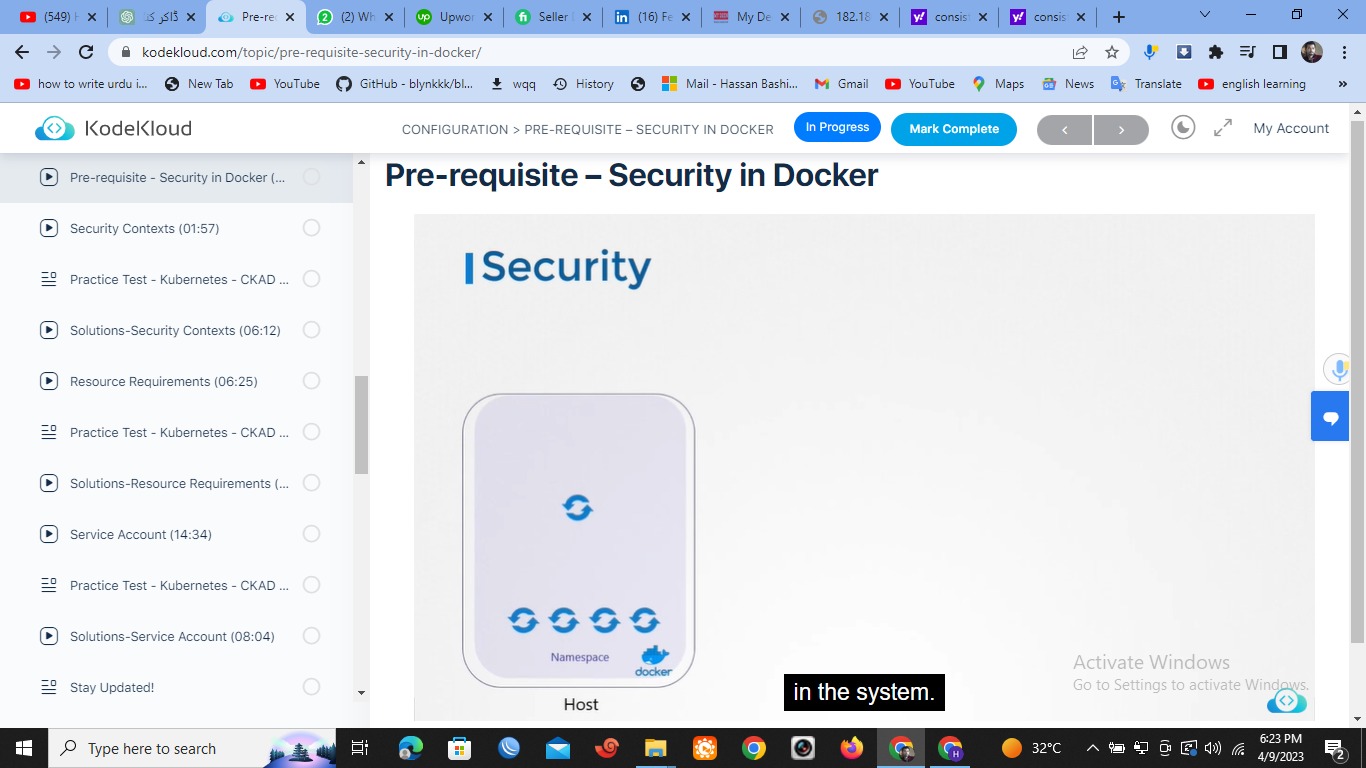 (549) H
ڈاکر کنٹ
Pre-re
(2) Wh
Upwor
Seller
(16) Fe
My De
182.18
consist
consis
kodekloud.com/topic/pre-requisite-security-in-docker/
how to write urdu i...
New Tab
YouTube
GitHub - blynkkk/bl...
wqq
History
Mail - Hassan Bashi...
Gmail
YouTube
Maps
News
Translate
english learning
»
KodeKloud
CONFIGURATION > PRE-REQUISITE – SECURITY IN DOCKER
In Progress
Mark Complete
My Account
Pre-requisite - Security in Docker (...
Security Contexts (01:57)
Practice Test - Kubernetes - CKAD ...
Solutions-Security Contexts (06:12)
Resource Requirements (06:25)
Practice Test - Kubernetes - CKAD ...
Solutions-Resource Requirements (...
Service Account (14:34)
Practice Test - Kubernetes - CKAD ...
Solutions-Service Account (08:04)
Stay Updated!
Pre-requisite – Security in Docker
Security
Namespace
docker
Host
in the system.
Activate Windows
Go to Settings to activate Windows.
Type here to search
32°C
6:23 PM
4/9/2023
2